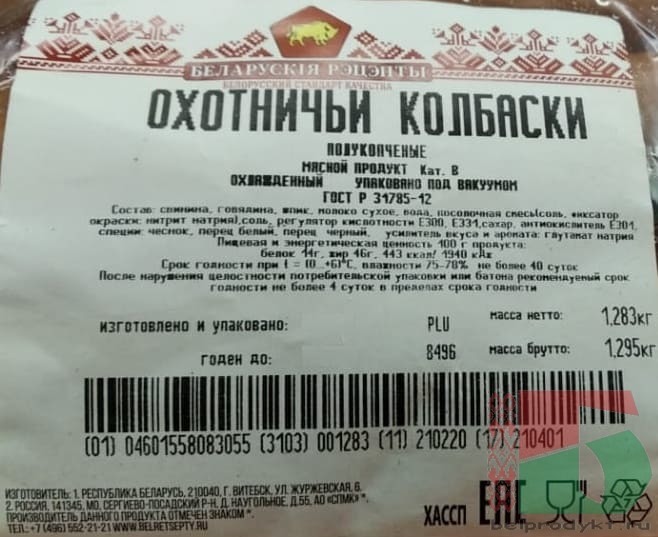 БЕЛАРУСКІЯ РЭЦЭПТЫ
БЕЛОРУССКИЙ СТАНДАРТ КАЧЕСТВА
ОХОТНИЧЬИ КОЛБАСКИ
ПОЛУКОПЧЕНЫЕ
МЯСНОЙ ПРОДУКТ Кат. В
ОХЛАЖДЕННЫЙ УПАКОВАНО ПОД ВАКУУМОМ
ГОСТ Р 31785-12
Состав: свинина, говядина, шпик, молоко сухое, вода, посолочная смесь(соль, фиксатор
окраски: нитрит натрия),соль, регулятор кислотности Е300, Е331,сахар, антиокислитель Е301,
специи: чеснок, перец белый, перец черный, усилитель вкуса и аромата: глутамат натрия
Пищевая и энергетическая ценность 100 г продукта:
белок 14г, жир 46г, 443 ккал/ 1940 кДж
Срок годности при t = (0...+6)°С, влажности 75-78% не более 40 суток
После нарушения целостности потребительской упаковки или батона рекомендуемый срок
годности не более 4 суток в пределах срока годности
изготовлено и упаковано:
PLU
масса нетто:
1,283кг
годен до:
8496
масса брутто:
1,295кг
(01) 04601558083055 (3103) 001283 (11) 210220 (17) 210401
ИЗГОТОВИТЕЛЬ: 1. РЕСПУБЛИКА БЕЛАРУСЬ, 210040, Г. ВИТЕБСК, УЛ. ЖУРЖЕВСКАЯ, 6.
2. РОССИЯ, 141345, МО, СЕРГИЕВО-ПОСАДСКИЙ Р-Н, Д. НАУГОЛЬНОЕ, Д.55, АО «СПМК» *.
ПРОИЗВОДИТЕЛЬ ДАННОГО ПРОДУКТА ОТМЕЧЕН ЗНАКОМ *.
ТЕЛ.: +7 (496) 552-21-21 WWW.BELRETSEPTY.RU
ХАССП
EAC
7
belprodykt.ru